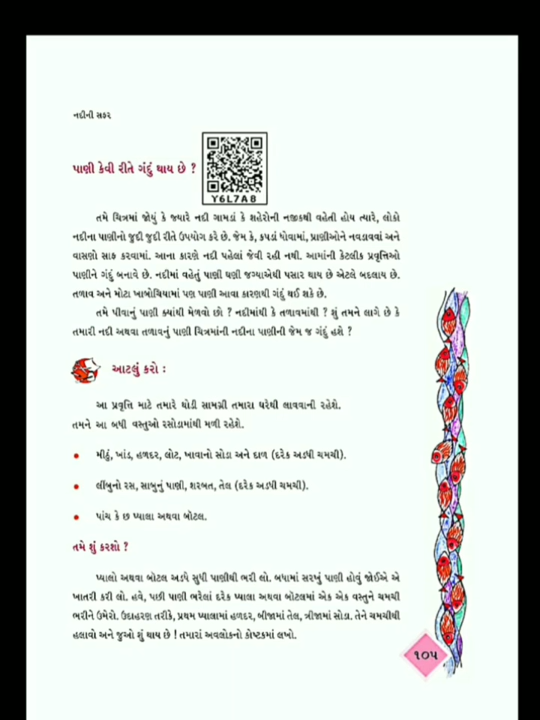 નદીની સફર
પાણી કેવી રીતે ગંદું થાય છે ?
Y6L7A8
તમે ચિત્રમાં જોયું કે જ્યારે નદી ગામડાં કે શહેરોની નજીકથી વહેતી હોય ત્યારે, લોકો
નદીના પાણીનો જુદી જુદી રીતે ઉપયોગ કરે છે. જેમ કે, કપડાં ધોવામાં, પ્રાણીઓને નવડાવવાં અને
વાસણો સાફ કરવામાં. આના કારણે નદી પહેલાં જેવી રહી નથી. આમાંની કેટલીક પ્રવૃત્તિઓ
પાણીને ગંદું બનાવે છે. નદીમાં વહેતું પાણી ઘણી જગ્યાએથી પસાર થાય છે એટલે બદલાય છે.
તળાવ અને મોટા ખાબોચિયામાં પણ પાણી આવા કારણથી ગંદું થઈ શકે છે.
તમે પીવાનું પાણી ક્યાંથી મેળવો છો ? નદીમાંથી કે તળાવમાંથી ? શું તમને લાગે છે કે
તમારી નદી અથવા તળાવનું પાણી ચિત્રમાંની નદીના પાણીની જેમ જ ગંદું હશે ?
આટલું કરો :
આ પ્રવૃત્તિ માટે તમારે થોડી સામગ્રી તમારા ઘરેથી લાવવાની રહેશે.
તમને આ બધી વસ્તુઓ રસોડામાંથી મળી રહેશે.
• મીઠું, ખાંડ, હળદર, લોટ, ખાવાનો સોડા અને દાળ (દરેક અડધી ચમચી).
• લીંબુનો રસ, સાબુનું પાણી, શરબત, તેલ (દરેક અડધી ચમચી).
• પાંચ કે છ પ્યાલા અથવા બોટલ.
તમે શું કરશો ?
પ્યાલો અથવા બોટલ અડધે સુધી પાણીથી ભરી લો. બધામાં સરખું પાણી હોવું જોઈએ એ
ખાતરી કરી લો. હવે, પછી પાણી ભરેલાં દરેક પ્યાલા અથવા બોટલમાં એક એક વસ્તુને ચમચી
ભરીને ઉમેરો. ઉદાહરણ તરીકે, પ્રથમ પ્યાલામાં હળદર, બીજામાં તેલ, ત્રીજામાં સોડા. તેને ચમચીથી
હલાવો અને જુઓ શું થાય છે ! તમારાં અવલોકનો કોષ્ટકમાં લખો.
૧૦૫